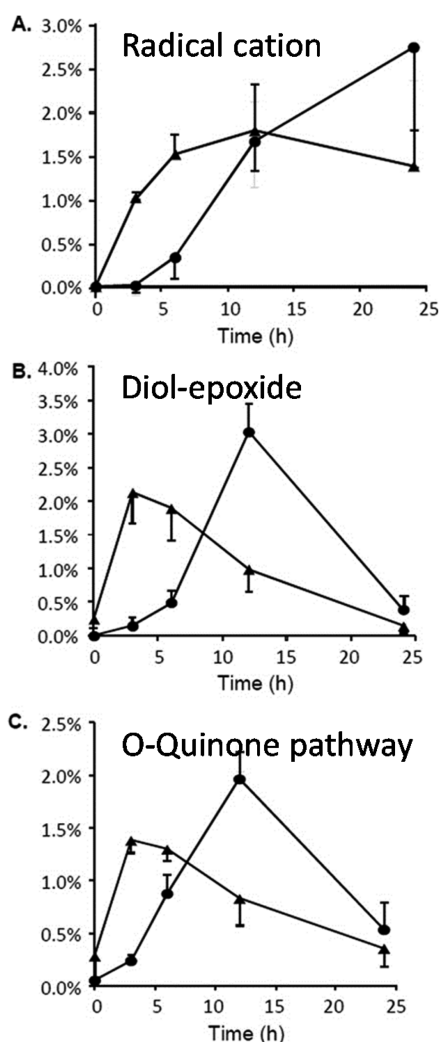 A.
Radical cation
3.0%
2.5%
2.0%
1.5%
1.0%
0.5%
0.0%
0 5 10 15 20 25
Time (h)
B.
Diol-epoxide
4.0%
3.5%
3.0%
2.5%
2.0%
1.5%
1.0%
0.5%
0.0%
0 5 10 15 20 25
Time (h)
C.
O-Quinone pathway
2.5%
2.0%
1.5%
1.0%
0.5%
0.0%
0 5 10 15 20 25
Time (h)